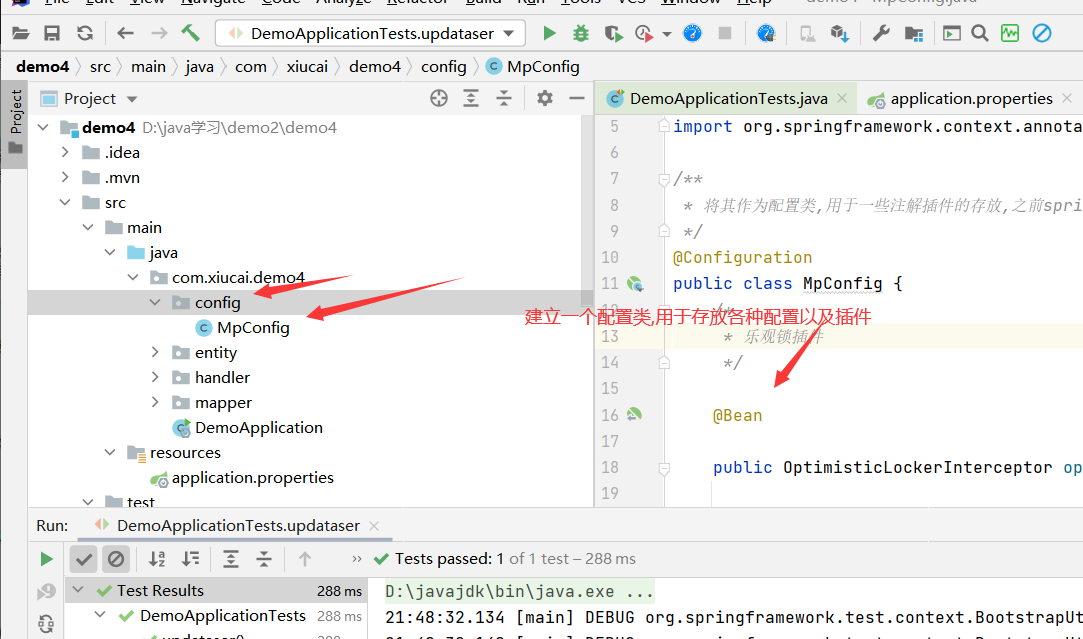 File Edit View Navigate Code Analyze Refactor Build Run Tools VCS Window Help demo4 - MpConfig.java
DemoApplicationTests.updataser
demo4 src main java com xiucai demo4 config MpConfig
Project
Project
DemoApplicationTests.java application.properties
demo4 D:\java学习\demo2\demo4
.idea
.mvn
src
main
java
com.xiucai.demo4
config
MpConfig
entity
handler
mapper
DemoApplication
resources
application.properties
test
5 import org.springframework.context.annota
6
7 /**
8 * 将其作为配置类,用于一些注解插件的存放,之前spri
9 */
10 @Configuration
11 public class MpConfig {
12 /*
建立一个配置类,用于存放各种配置以及插件
13 * 乐观锁插件
14 */
15
16 @Bean
17
18 public OptimisticLockerInterceptor op
19
Run: DemoApplicationTests.updataser
Tests passed: 1 of 1 test – 288 ms
Test Results 288 ms
DemoApplicationTests 288 ms
updataser() 288 ms
D:\javajdk\bin\java.exe ...
21:48:32.134 [main] DEBUG org.springframework.test.context.BootstrapUt